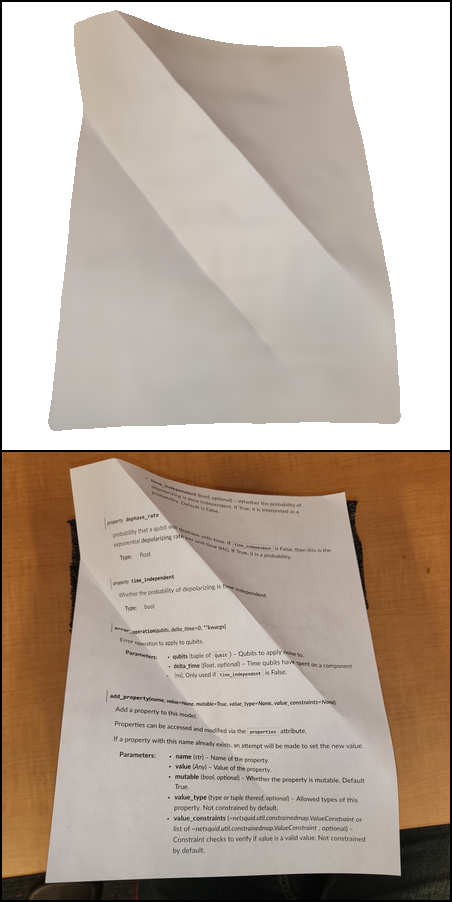 • time_independent (bool, optional) – Whether the probability of
depolarizing is time independent. If True, it is interpreted as a
probability. Default is False.
property dephase_rate
probability that a qubit will dephase with time. If time_independent is False, then this is the
exponential depolarizing rate per unit time [Hz]. If True, it is a probability.
Type: float
property time_independent
Whether the probability of depolarizing is time independent.
Type: bool
error_operation(qubits, delta_time=0, **kwargs)
Error operation to apply to qubits.
Parameters: • qubits (tuple of Qubit) – Qubits to apply noise to.
• delta_time (float, optional) – Time qubits have spent on a component
[ns]. Only used if time_independent is False.
add_property(name, value=None, mutable=True, value_type=None, value_constraints=None)
Add a property to this model.
Properties can be accessed and modified via the properties attribute.
If a property with this name already exists, an attempt will be made to set the new value.
Parameters: • name (str) – Name of the property.
• value (Any) – Value of the property.
• mutable (bool, optional) – Whether the property is mutable. Default
True.
• value_type (type or tuple thereof, optional) – Allowed types of this
property. Not constrained by default.
• value_constraints (~netsquid.util.constrainedmap.ValueConstraint or
list of ~netsquid.util.constrainedmap.ValueConstraint , optional) –
Constraint checks to verify if value is a valid value. Not constrained
by default.